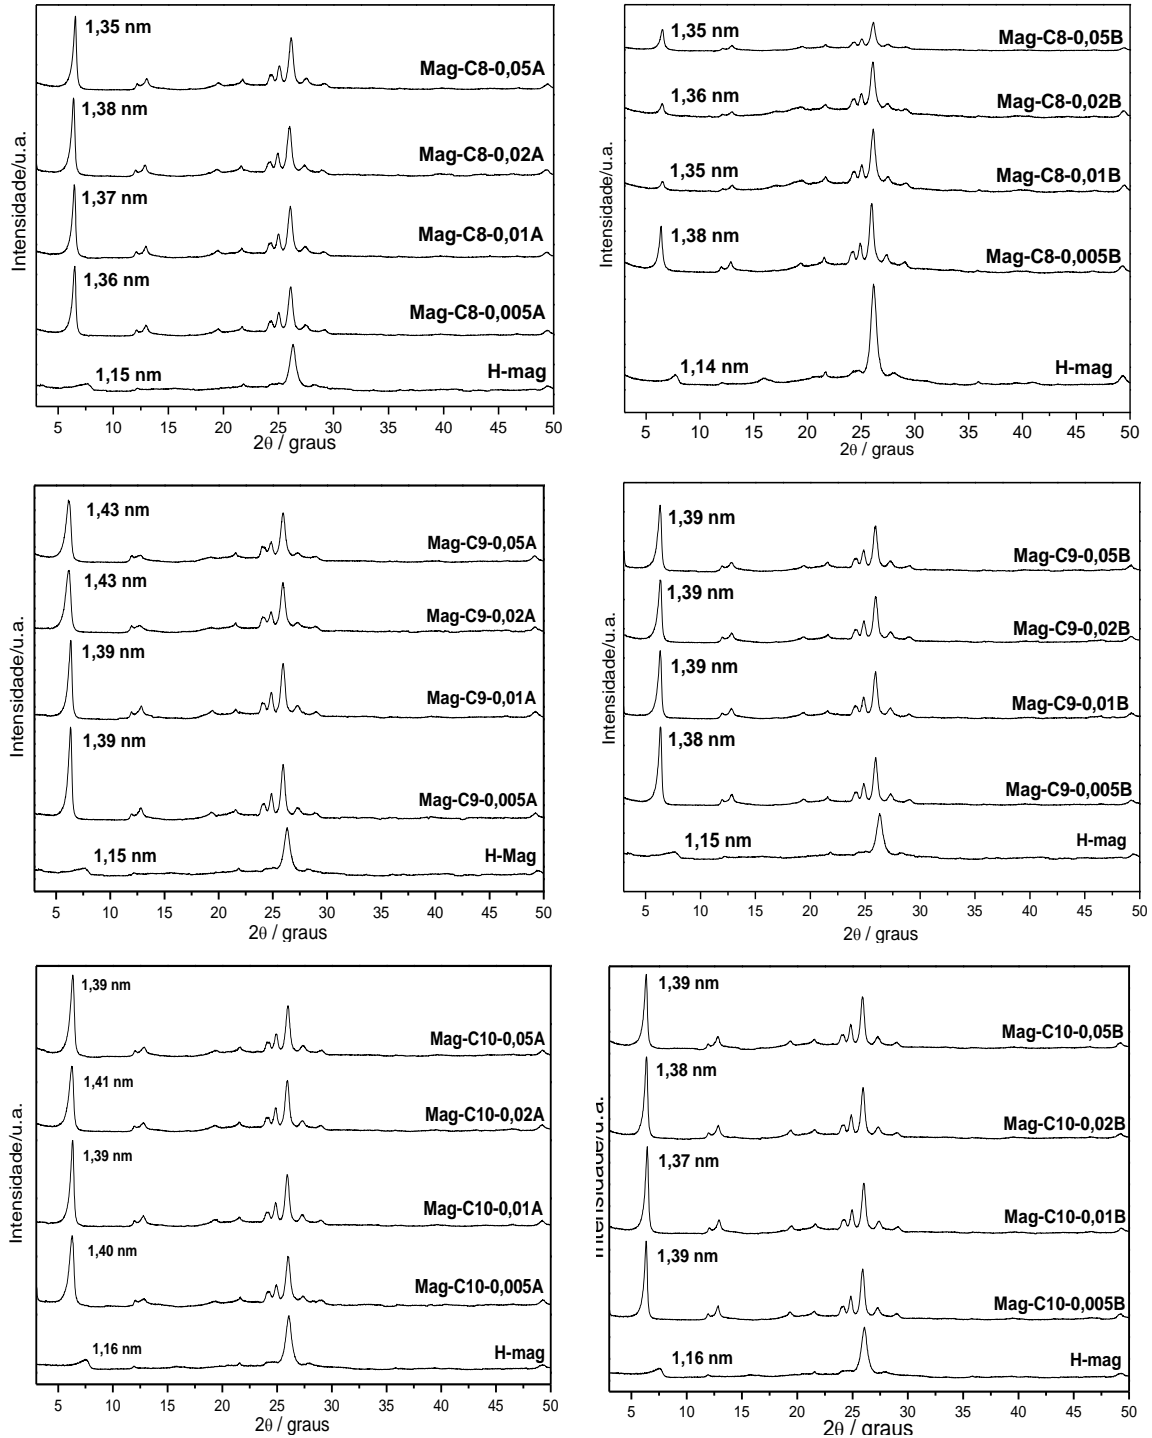 1,35 nm
Mag-C8-0,05A
1,38 nm
Mag-C8-0,02A
1,37 nm
Mag-C8-0,01A
1,36 nm
Mag-C8-0,005A
1,15 nm
H-mag
Intensidade/u.a.
5 10 15 20 25 30 35 40 45 50
2θ / graus
1,35 nm
Mag-C8-0,05B
1,36 nm
Mag-C8-0,02B
1,35 nm
Mag-C8-0,01B
1,38 nm
Mag-C8-0,005B
1,14 nm
H-mag
Intensidade/u.a.
5 10 15 20 25 30 35 40 45 50
2θ / graus
1,43 nm
Mag-C9-0,05A
1,43 nm
Mag-C9-0,02A
1,39 nm
Mag-C9-0,01A
1,39 nm
Mag-C9-0,005A
1,15 nm
H-Mag
Intensidade/u.a.
5 10 15 20 25 30 35 40 45 50
2θ / graus
1,39 nm
Mag-C9-0,05B
1,39 nm
Mag-C9-0,02B
1,39 nm
Mag-C9-0,01B
1,38 nm
Mag-C9-0,005B
1,15 nm
H-mag
Intensidade/u.a.
5 10 15 20 25 30 35 40 45 50
2θ / graus
1,39 nm
Mag-C10-0,05A
1,41 nm
Mag-C10-0,02A
1,39 nm
Mag-C10-0,01A
1,40 nm
Mag-C10-0,005A
1,16 nm
H-mag
Intensidade/u.a.
5 10 15 20 25 30 35 40 45 50
2θ / graus
1,39 nm
Mag-C10-0,05B
1,38 nm
Mag-C10-0,02B
1,37 nm
Mag-C10-0,01B
1,39 nm
Mag-C10-0,005B
1,16 nm
H-mag
Intensidade/u.a.
5 10 15 20 25 30 35 40 45 50
2θ / graus